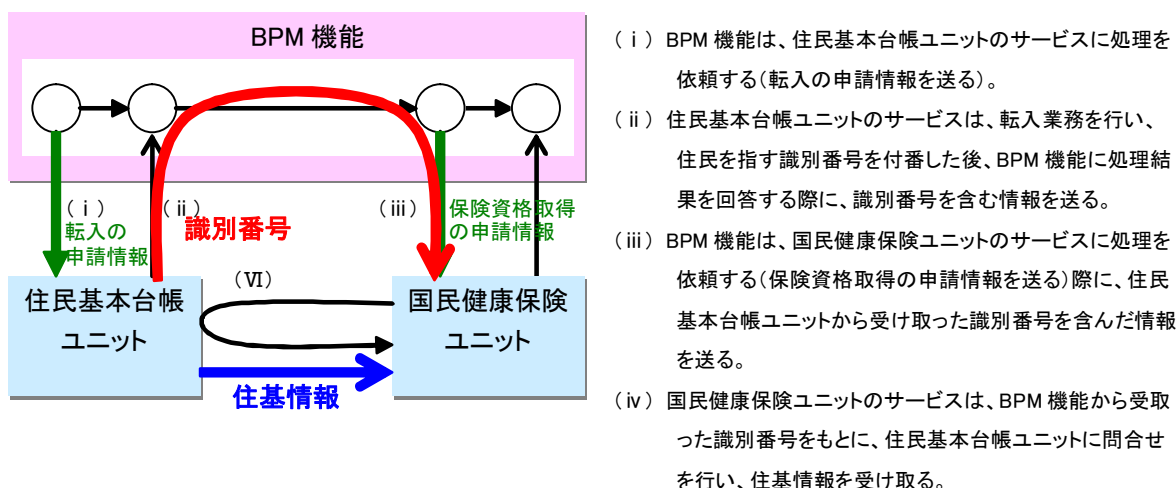 BPM 機能
(ⅰ)
転入の
申請情報
(ⅱ)
識別番号
(ⅲ)
保険資格取得
の申請情報
住民基本台帳
ユニット
(Ⅵ)
国民健康保険
ユニット
住基情報
(ⅰ) BPM 機能は、住民基本台帳ユニットのサービスに処理を
依頼する(転入の申請情報を送る)。
(ⅱ) 住民基本台帳ユニットのサービスは、転入業務を行い、
住民を指す識別番号を付番した後、BPM 機能に処理結
果を回答する際に、識別番号を含む情報を送る。
(ⅲ) BPM 機能は、国民健康保険ユニットのサービスに処理を
依頼する(保険資格取得の申請情報を送る)際に、住民
基本台帳ユニットから受け取った識別番号を含んだ情報
を送る。
(ⅳ) 国民健康保険ユニットのサービスは、BPM 機能から受取
った識別番号をもとに、住民基本台帳ユニットに問合せ
を行い、住基情報を受け取る。